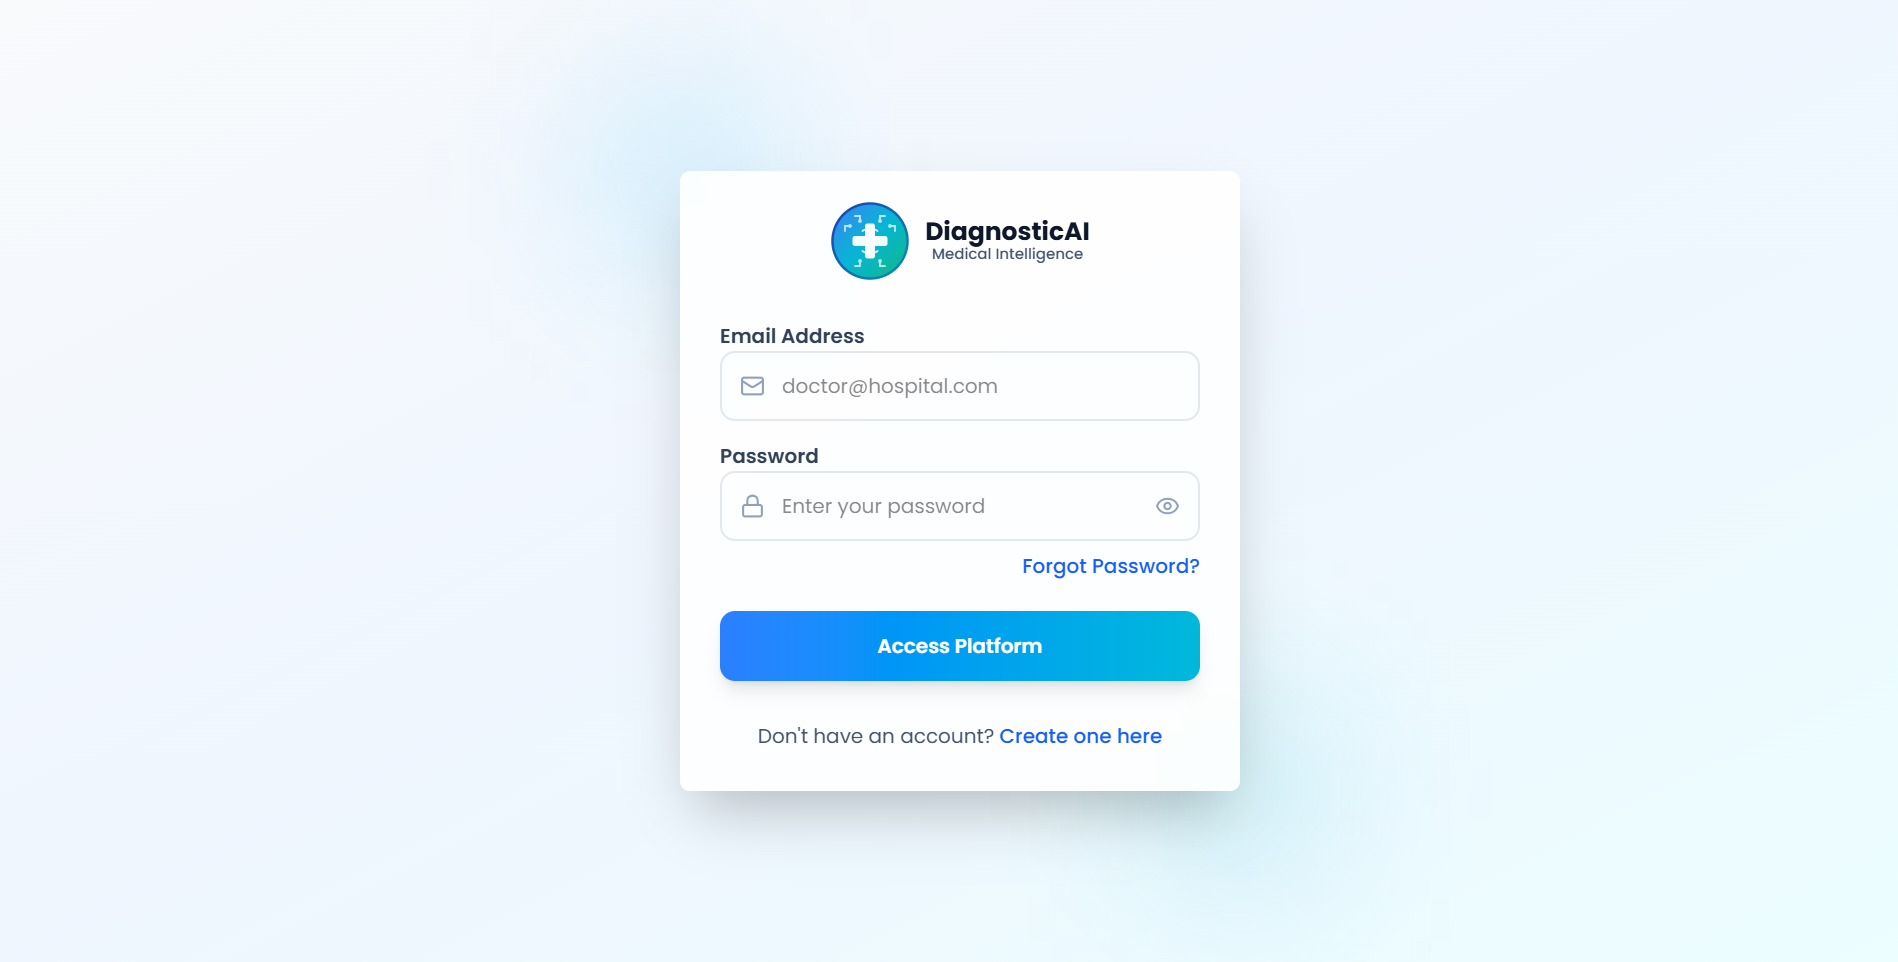 DiagnosticAI
Medical Intelligence
Email Address
doctor@hospital.com
Password
Enter your password
Forgot Password?
Access Platform
Don't have an account? Create one here